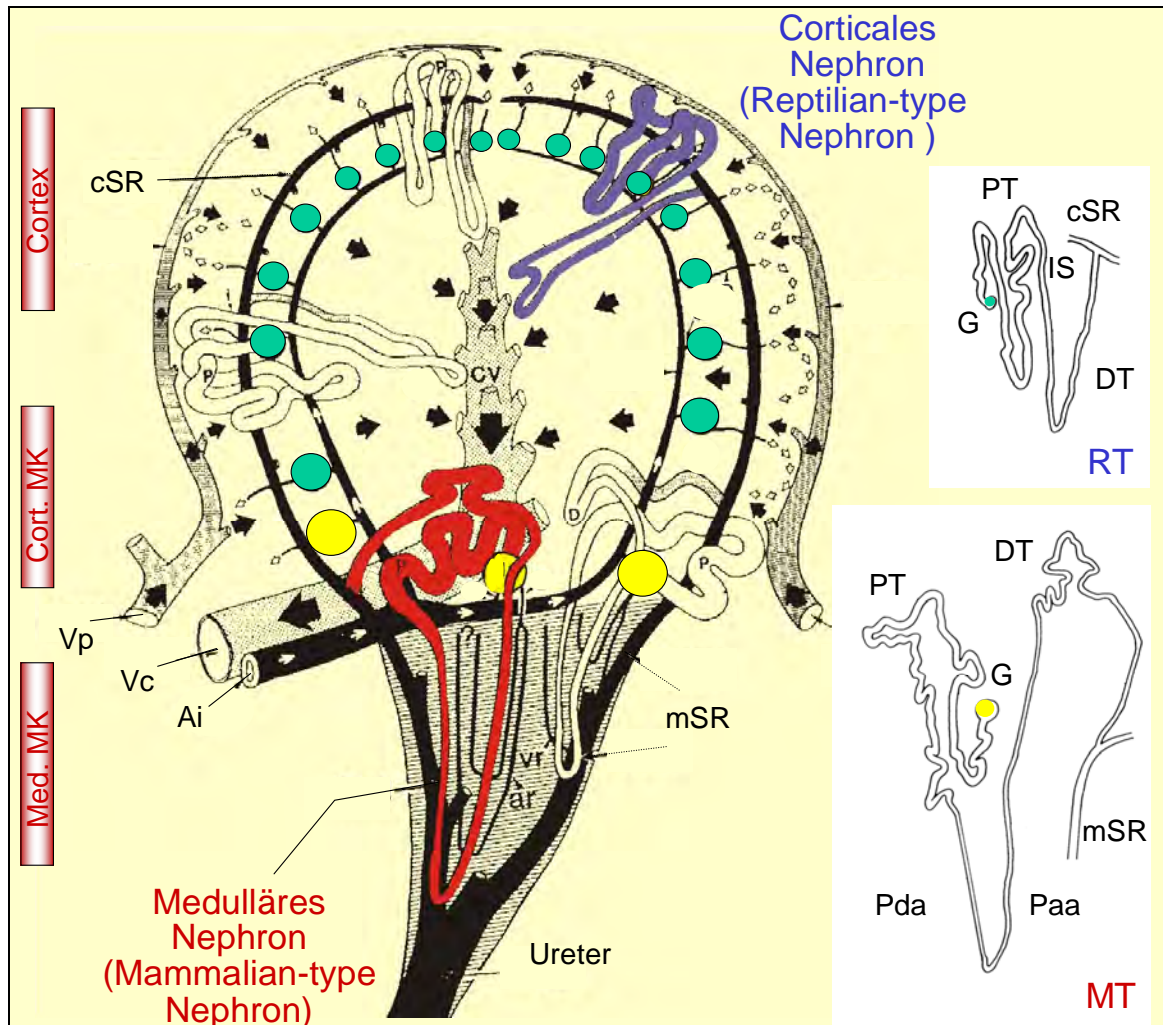 Corticales
Nephron
(Reptilian-type
Nephron )
Cortex
cSR
P
P
CV
Cort. MK
D
P
P
Vp
Vc
Ai
mSR
vr
ar
Med. MK
Medulläres
Nephron
(Mammalian-type
Nephron)
Ureter
PT
cSR
IS
G
DT
RT
DT
PT
G
mSR
Pda
Paa
MT